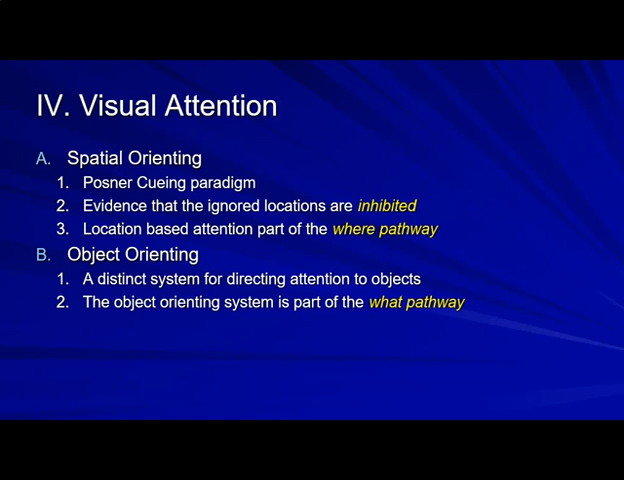 IV. Visual Attention
A. Spatial Orienting
1. Posner Cueing paradigm
2. Evidence that the ignored locations are inhibited
3. Location based attention part of the where pathway
B. Object Orienting
1. A distinct system for directing attention to objects
2. The object orienting system is part of the what pathway